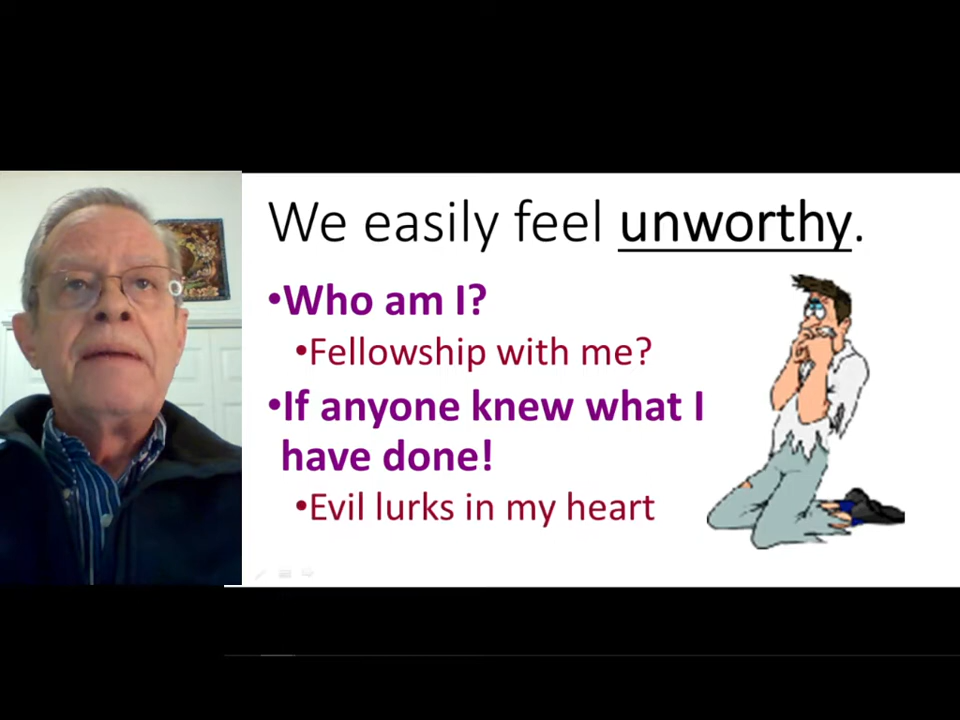 We easily feel unworthy.
•Who am I?
•Fellowship with me?
•If anyone knew what I
have done!
•Evil lurks in my heart